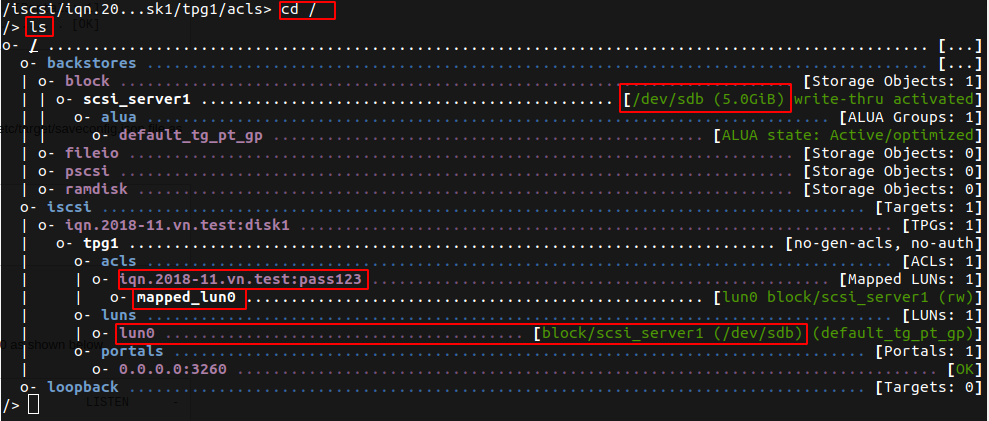 /iscsi/iqn.20...sk1/tpg1/acls> cd /
/> ls
o- / ......................................................................................................... [...]
  o- backstores .............................................................................................. [...]
  | o- block .................................................................................. [Storage Objects: 1]
  | | o- scsi_server1 .................................................... [/dev/sdb (5.0GiB) write-thru activated]
  | |   o- alua ................................................................................... [ALUA Groups: 1]
  | |     o- default_tg_pt_gp ....................................................... [ALUA state: Active/optimized]
  | o- fileio ................................................................................. [Storage Objects: 0]
  | o- pscsi .................................................................................. [Storage Objects: 0]
  | o- ramdisk ................................................................................ [Storage Objects: 0]
  o- iscsi ............................................................................................ [Targets: 1]
  | o- iqn.2018-11.vn.test:disk1 ......................................................................... [TPGs: 1]
  |   o- tpg1 ............................................................................... [no-gen-acls, no-auth]
  |     o- acls .......................................................................................... [ACLs: 1]
  |     | o- iqn.2018-11.vn.test:pass123 .......................................................... [Mapped LUNs: 1]
  |     |   o- mapped_lun0 ......................................................... [lun0 block/scsi_server1 (rw)]
  |     o- luns .......................................................................................... [LUNs: 1]
  |     | o- lun0 ............................................. [block/scsi_server1 (/dev/sdb) (default_tg_pt_gp)]
  |     o- portals .................................................................................... [Portals: 1]
  |       o- 0.0.0.0:3260 ..................................................................................... [OK]
  o- loopback ......................................................................................... [Targets: 0]
/>
LISTEN